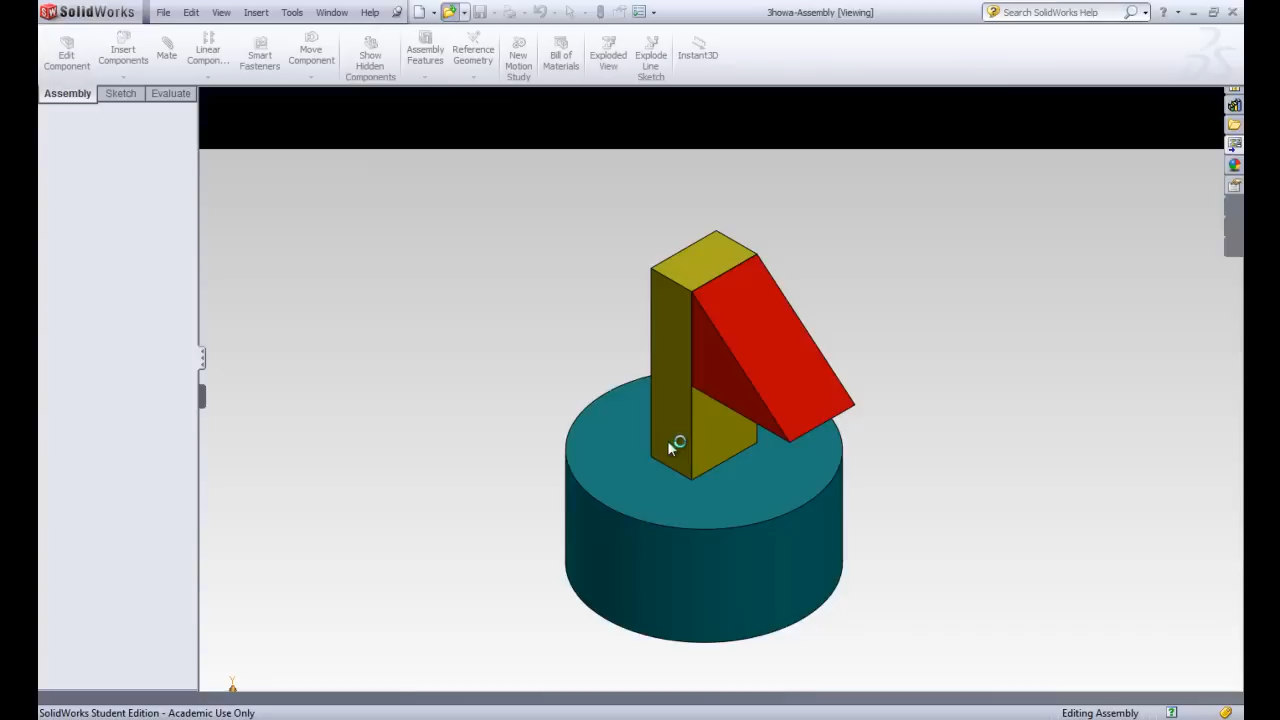 SolidWorks File Edit View Insert Tools Window Help 3howa-Assembly [Viewing] Search SolidWorks Help ?
Edit Component
Insert Components
Mate
Linear Compon...
Smart Fasteners
Move Component
Show Hidden Components
Assembly Features
Reference Geometry
New Motion Study
Bill of Materials
Exploded View
Explode Line Sketch
Instant3D
Assembly Sketch Evaluate
Y
SolidWorks Student Edition - Academic Use Only Editing Assembly ?